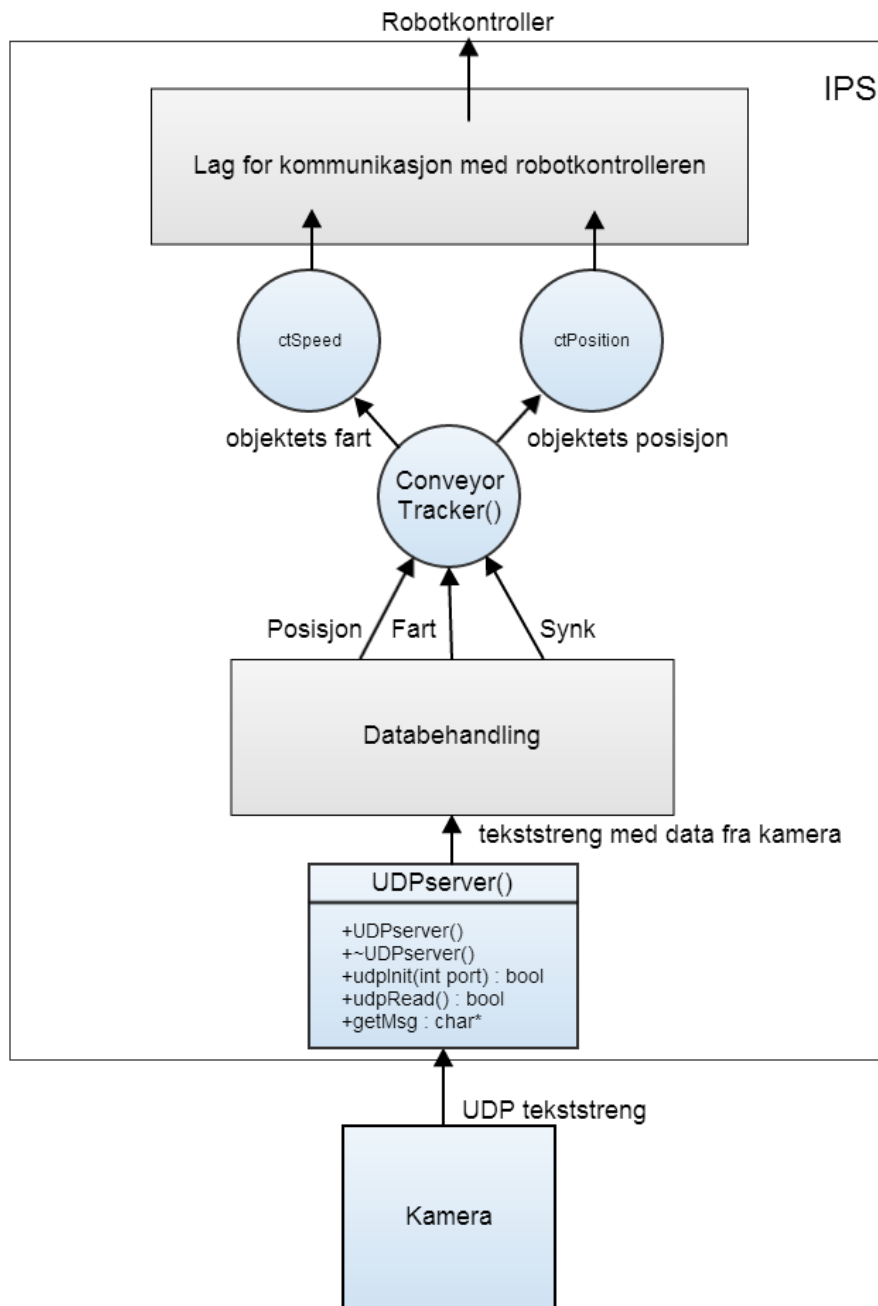 Robotkontroller
IPS
Lag for kommunikasjon med robotkontrolleren
ctSpeed
ctPosition
objektets fart
objektets posisjon
Conveyor
Tracker()
Posisjon
Fart
Synk
Databehandling
tekststreng med data fra kamera
UDPserver()
+UDPserver()
+~UDPserver()
+udpInit(int port) : bool
+udpRead() : bool
+getMsg : char*
UDP tekststreng
Kamera